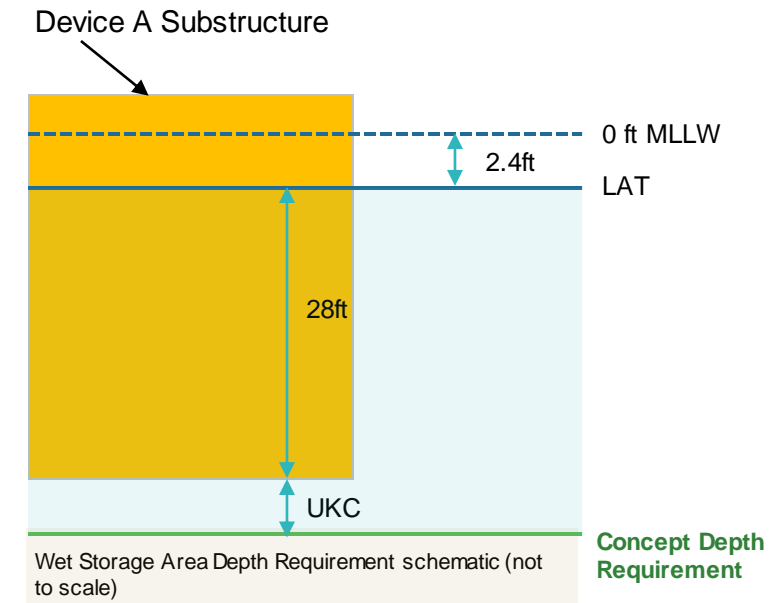 Device A Substructure
0 ft MLLW
2.4ft
LAT
28ft
UKC
Concept Depth
Requirement
Wet Storage Area Depth Requirement schematic (not
to scale)